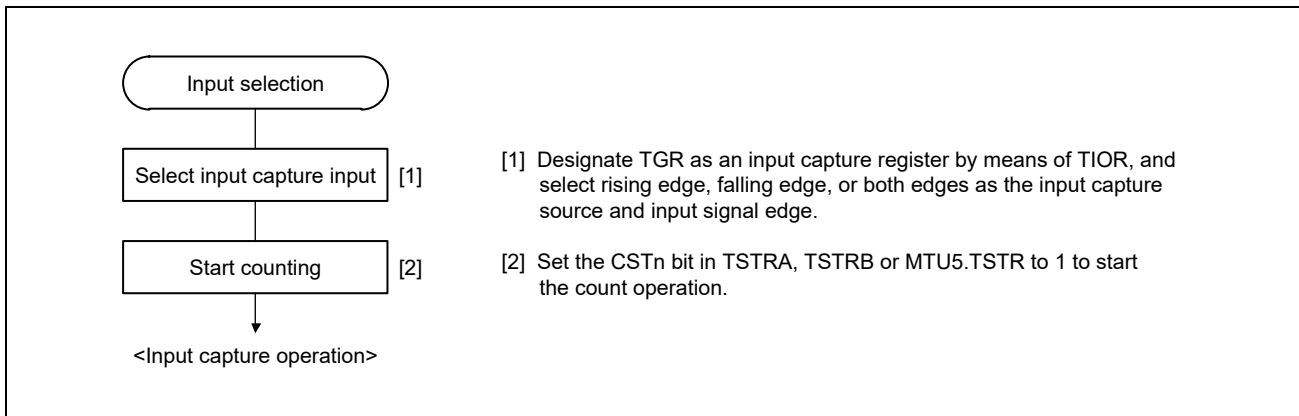 Input selection
Select input capture input [1]
Start counting [2]
<Input capture operation>
[1] Designate TGR as an input capture register by means of TIOR, and
select rising edge, falling edge, or both edges as the input capture
source and input signal edge.
[2] Set the CSTn bit in TSTRA, TSTRB or MTU5.TSTR to 1 to start
the count operation.